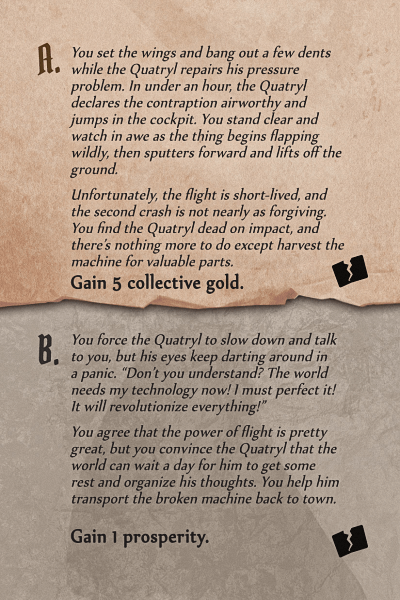 A. You set the wings and bang out a few dents
while the Quatryl repairs his pressure
problem. In under an hour, the Quatryl
declares the contraption airworthy and
jumps in the cockpit. You stand clear and
watch in awe as the thing begins flapping
wildly, then sputters forward and lifts off the
ground.
Unfortunately, the flight is short-lived, and
the second crash is not nearly as forgiving.
You find the Quatryl dead on impact, and
there's nothing more to do except harvest the
machine for valuable parts.
Gain 5 collective gold.
B. You force the Quatryl to slow down and talk
to you, but his eyes keep darting around in
a panic. “Don't you understand? The world
needs my technology now! I must perfect it!
It will revolutionize everything!”
You agree that the power of flight is pretty
great, but you convince the Quatryl that the
world can wait a day for him to get some
rest and organize his thoughts. You help him
transport the broken machine back to town.
Gain 1 prosperity.